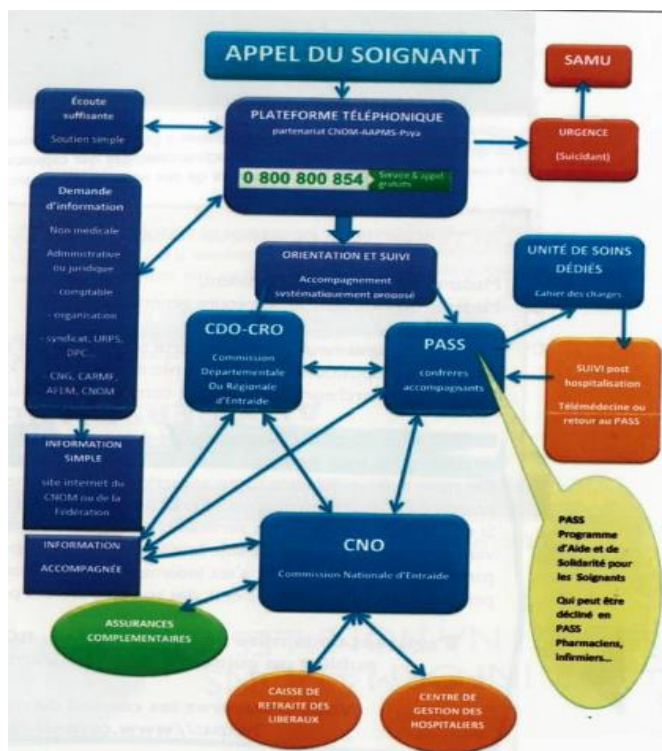 APPEL DU SOIGNANT
SAMU
Écoute
suffisante
Soutien simple
PLATEFORME TÉLÉPHONIQUE
partenariat CNOM-AAPMS-Psya
0 800 800 854
Service & appel
gratuits
URGENCE
(Suicidant)
Demande
d'information
Non médicale
Administrative
ou juridique
- comptable
- organisation
- syndicat, URPS,
DPC...
- CNG, CARMF,
AFEM, CNOM
ORIENTATION ET SUIVI
Accompagnement
systématiquement proposé
UNITÉ DE SOINS
DÉDIÉS
Cahier des charges
CDO-CRO
Commission
Départementale
Ou Régionale
d'Entraide
PASS
confrères
accompagnants
SUIVI post
hospitalisation
Télémédecine ou
retour au PASS
INFORMATION
SIMPLE
site internet du
CNOM ou de la
Fédération
INFORMATION
ACCOMPAGNÉE
CNO
Commission Nationale d'Entraide
PASS
Programme
d'Aide et de
Solidarité pour
les Soignants
Qui peut être
décliné en
PASS
Pharmaciens,
infirmiers...
ASSURANCES
COMPLEMENTAIRES
CAISSE DE
RETRAITE DES
LIBERAUX
CENTRE DE
GESTION DES
HOSPITALIERS